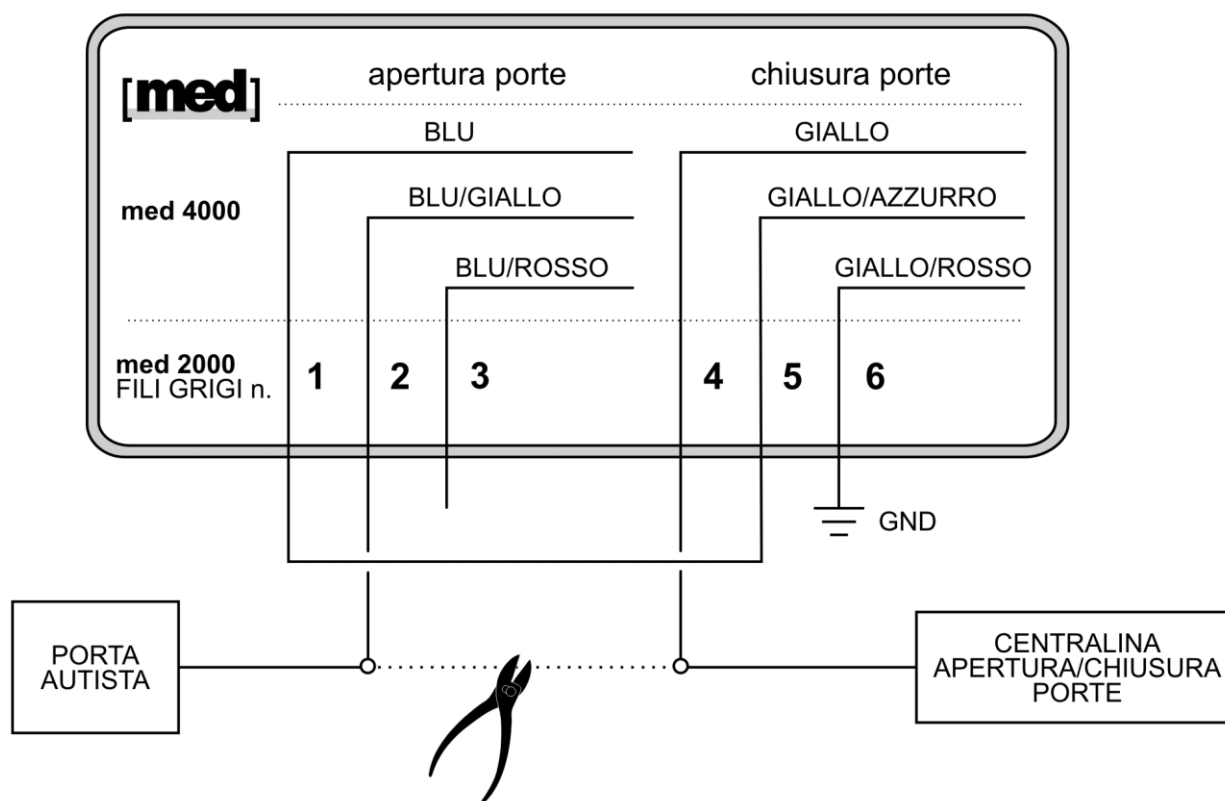 [med]
apertura porte
chiusura porte
BLU
GIALLO
med 4000
BLU/GIALLO
GIALLO/AZZURRO
BLU/ROSSO
GIALLO/ROSSO
med 2000
FILI GRIGI n.
1
2
3
4
5
6
GND
PORTA
AUTISTA
CENTRALINA
APERTURA/CHIUSURA
PORTE